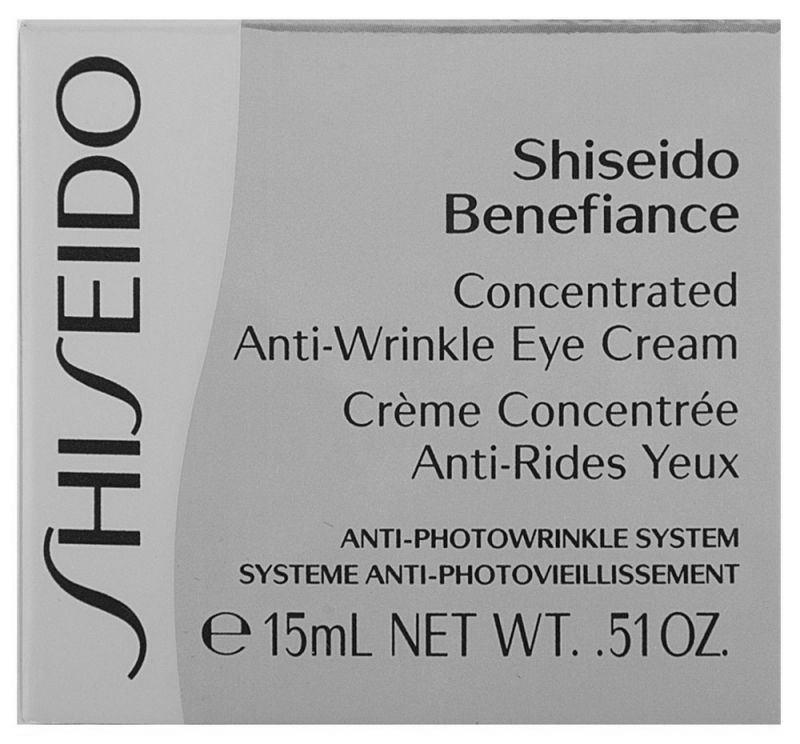 SHISEIDO
Shiseido
Benefiance
Concentrated
Anti-Wrinkle Eye Cream
Crème Concentrée
Anti-Rides Yeux
ANTI-PHOTOWRINKLE SYSTEM
SYSTEME ANTI-PHOTOVIEILLISSEMENT
℮ 15mL NET WT. .51 OZ.